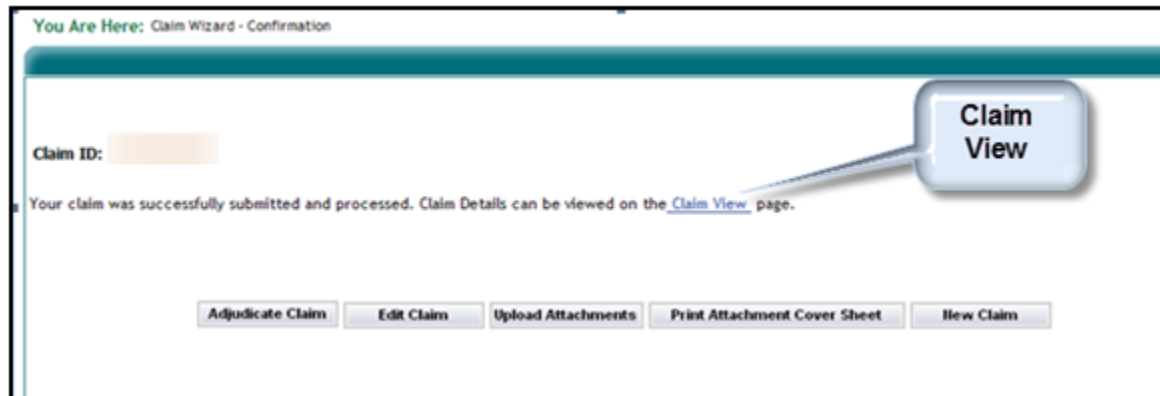 You Are Here: Claim Wizard - Confirmation
Claim
View
Claim ID:
Your claim was successfully submitted and processed. Claim Details can be viewed on the Claim View page.
Adjudicate Claim Edit Claim Upload Attachments Print Attachment Cover Sheet New Claim